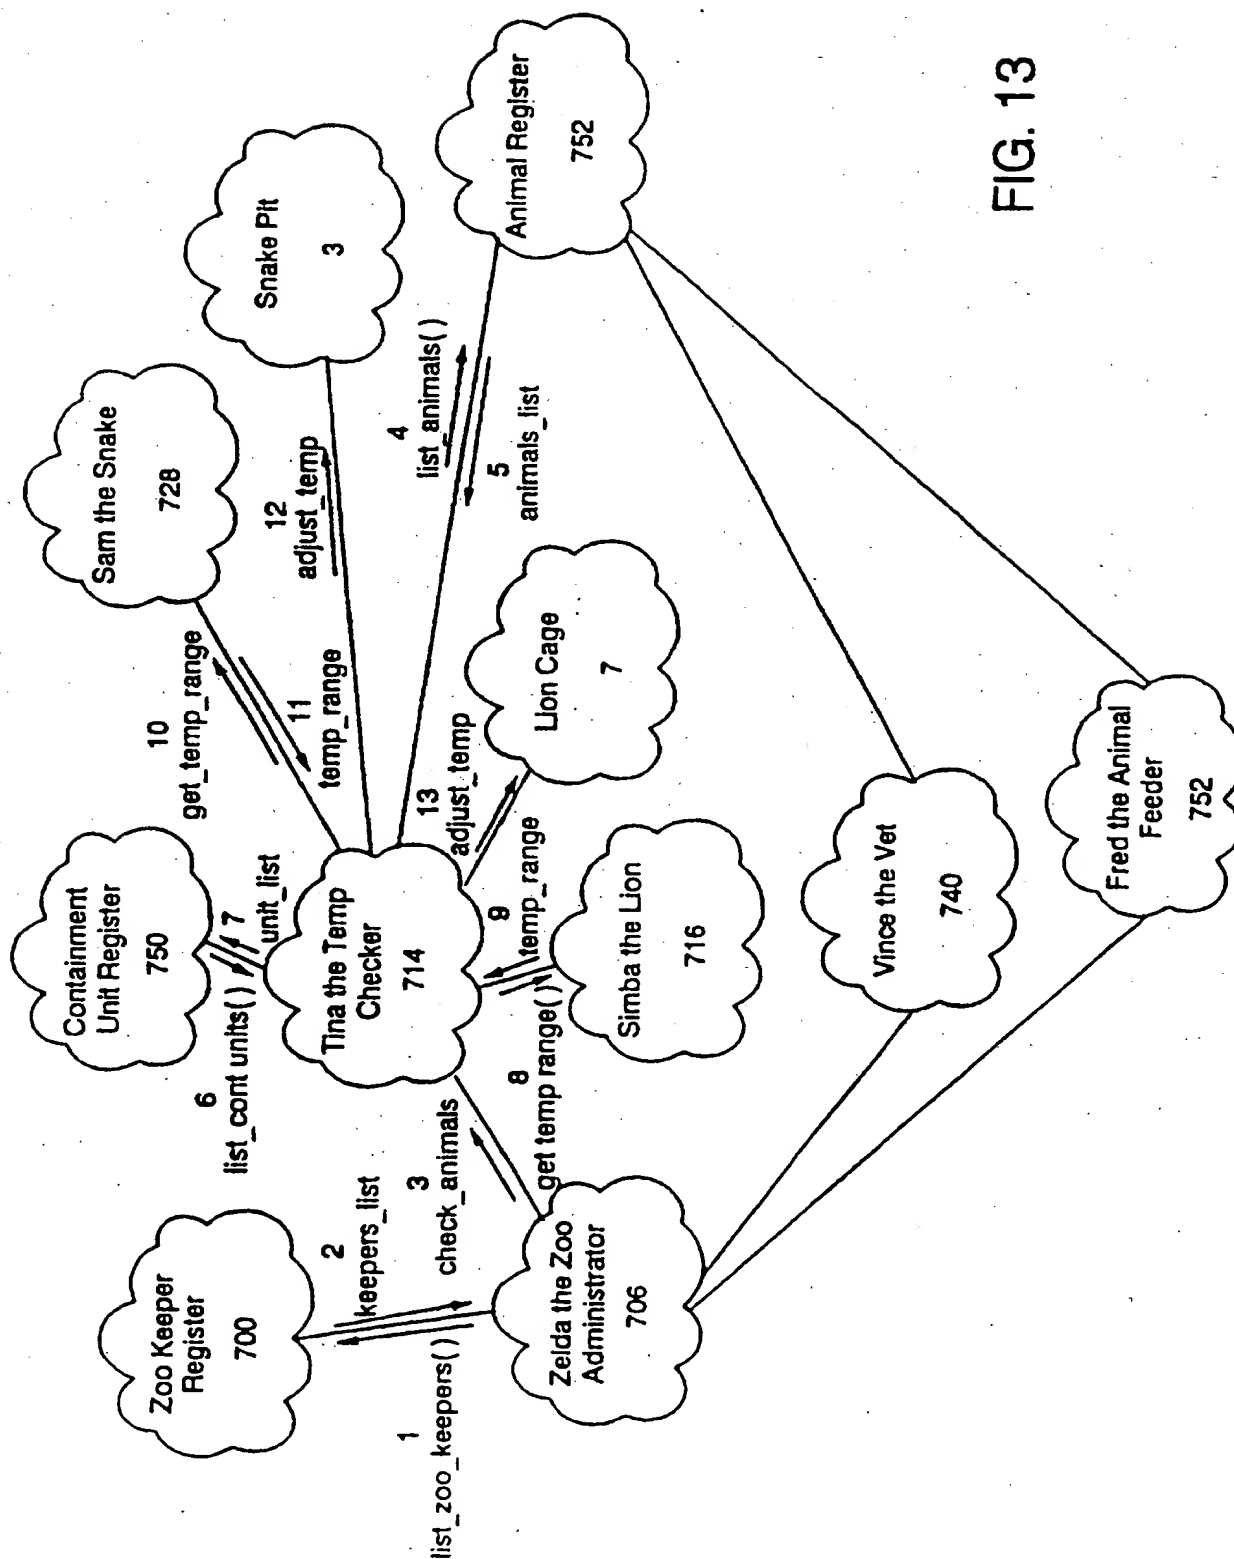 Zoo Keeper
Register
700
1
list_zoo_keepers()
2
keepers_list
Zelda the Zoo
Administrator
706
3
check_animals
Containment
Unit Register
750
6
list_cont units()
7
unit_list
Tina the Temp
Checker
714
8
get temp range()
9
temp_range
Simba the Lion
716
10
get_temp_range
11
temp_range
Sam the Snake
728
12
adjust_temp
Snake Pit
3
13
adjust_temp
Lion Cage
7
4
list_animals()
5
animals_list
Animal Register
752
Vince the Vet
740
Fred the Animal
Feeder
752
FIG. 13